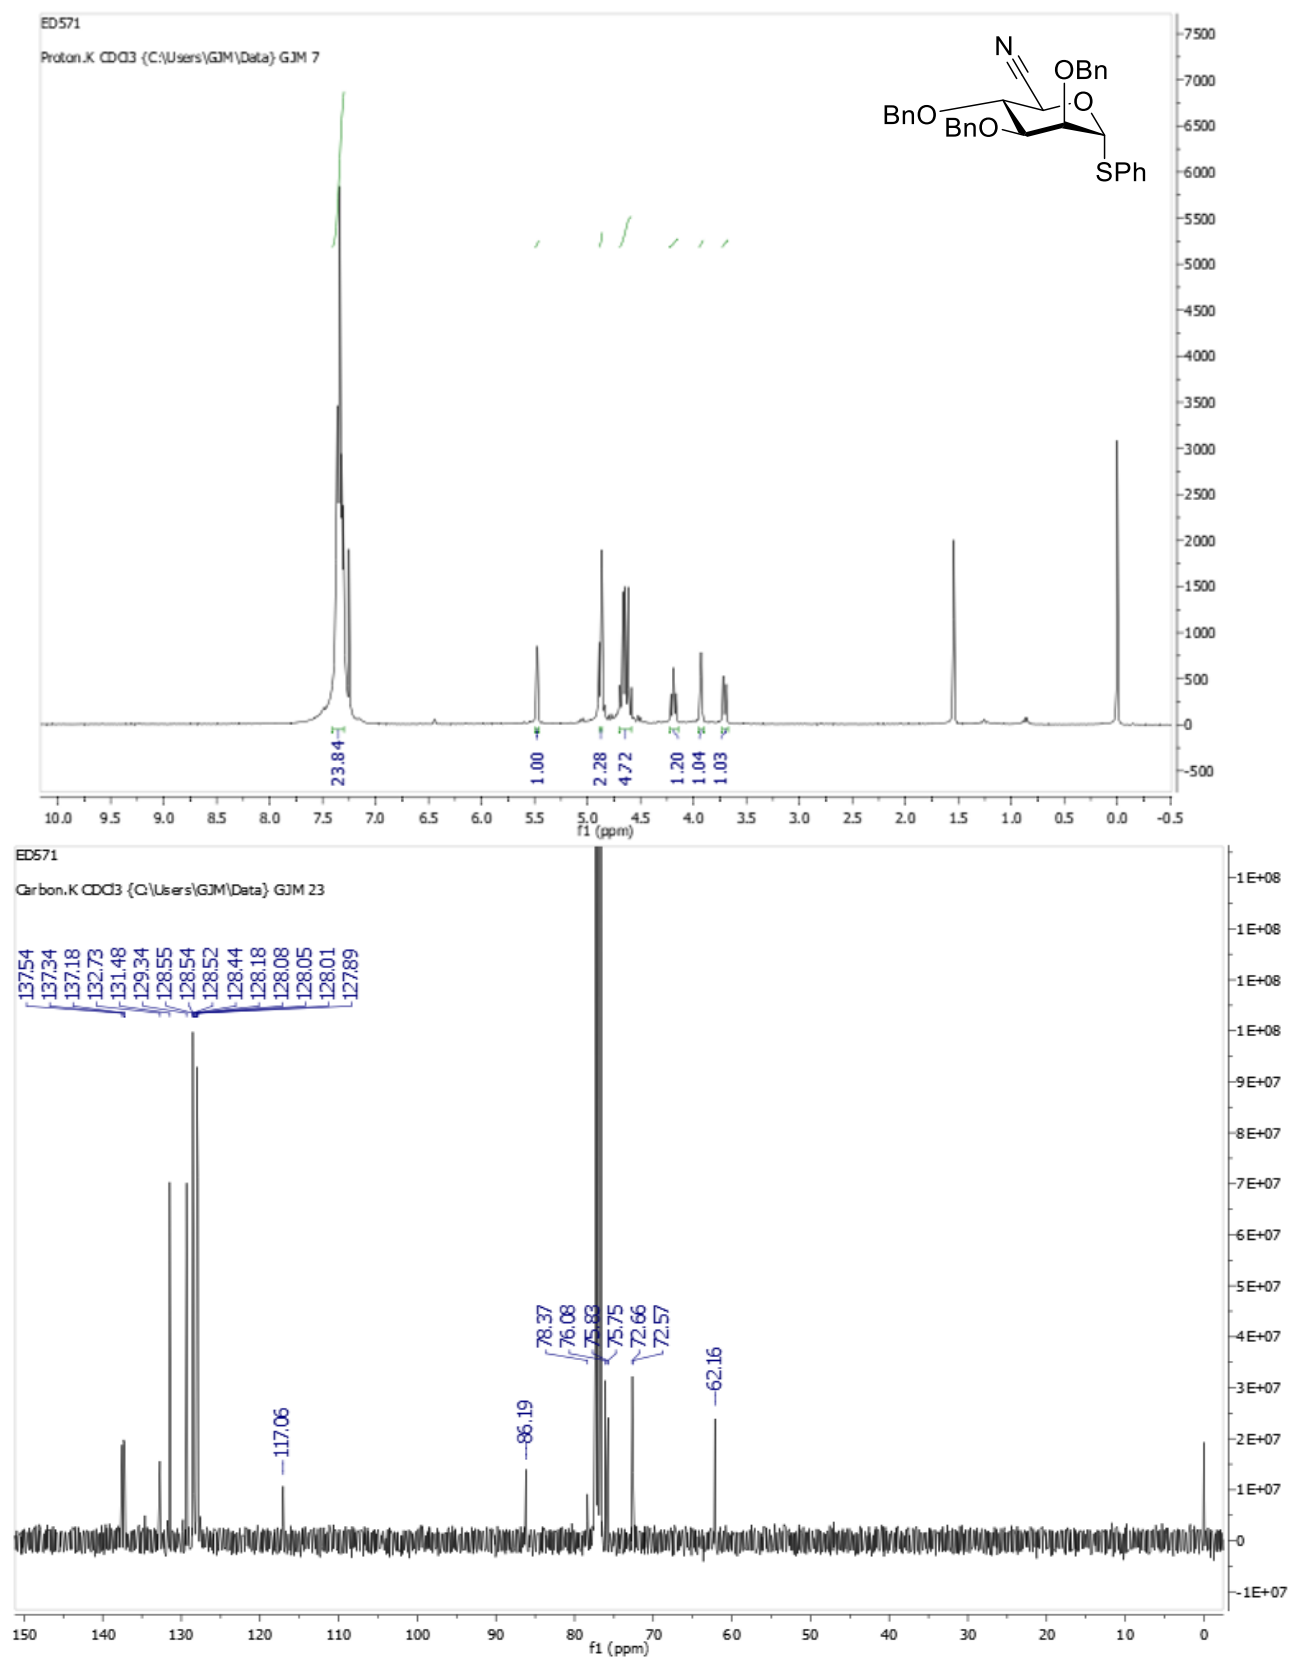 ED571
Proton.K CDCl3 {C:\Users\GJM\Data} GJM 7
N
OBn
O
BnO
BnO
SPh
7500
7000
6500
6000
5500
5000
4500
4000
3500
3000
2500
2000
1500
1000
500
0
-500
23.84
1.00
2.28
4.72
1.20
1.04
1.03
10.0 9.5 9.0 8.5 8.0 7.5 7.0 6.5 6.0 5.5 5.0 4.5 4.0 3.5 3.0 2.5 2.0 1.5 1.0 0.5 0.0 -0.5
f1 (ppm)
ED571
Carbon.K CDCl3 {C:\Users\GJM\Data} GJM 23
137.54
137.34
137.18
132.73
131.48
129.34
128.55
128.54
128.52
128.44
128.18
128.08
128.05
128.01
127.89
117.06
86.19
78.37
76.08
75.83
75.75
72.66
72.57
62.16
1E+08
1E+08
1E+08
1E+08
9E+07
8E+07
7E+07
6E+07
5E+07
4E+07
3E+07
2E+07
1E+07
0
-1E+07
150 140 130 120 110 100 90 80 70 60 50 40 30 20 10 0
f1 (ppm)